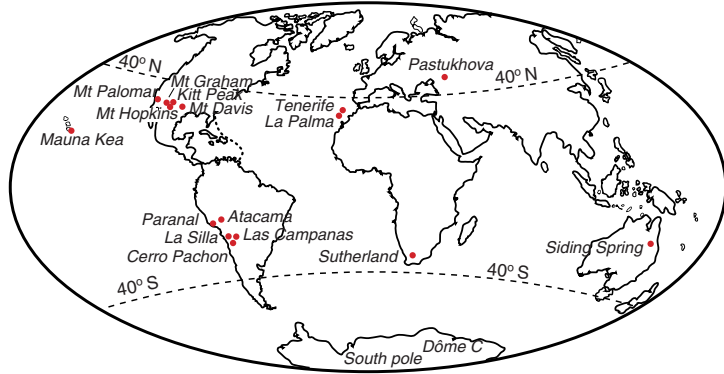 40° N
Pastukhova
40° N
Mt Graham
Mt Palomar
Kitt Peak
Mt Hopkins
Mt Davis
Tenerife
La Palma
Mauna Kea
Paranal
Atacama
La Silla
Las Campanas
Cerro Pachon
Sutherland
Siding Spring
40° S
40° S
Dôme C
South pole